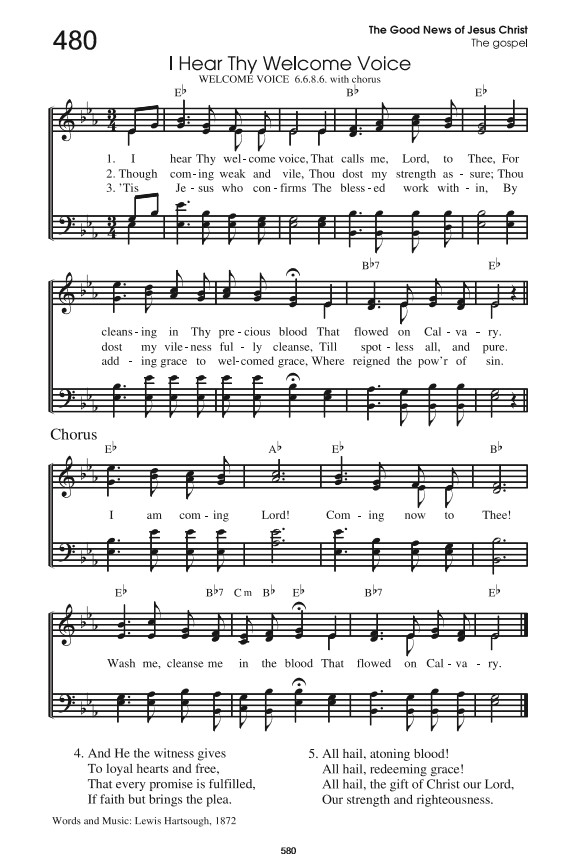 480
The Good News of Jesus Christ
The gospel
I Hear Thy Welcome Voice
WELCOME VOICE 6.6.8.6. with chorus
E♭ B♭
1. I hear Thy wel - come voice, That calls me, Lord, to Thee, For
2. Though com - ing weak and vile, Thou dost my strength as - sure; Thou
3. 'Tis Je - sus who con - firms The bless - ed work with - in, By
B♭7 E♭
cleans - ing in Thy pre - cious blood That flowed on Cal - va - ry.
dost my vile - ness ful - ly cleanse, Till spot - less all, and pure.
add - ing grace to wel - comed grace, Where reigned the pow'r of sin.
Chorus
E♭ A♭ E♭ B♭
I am com - ing Lord! Com - ing now to Thee!
E♭ B♭7 Cm B♭ E♭ B♭7 E♭
Wash me, cleanse me in the blood That flowed on Cal - va - ry.
4. And He the witness gives
To loyal hearts and free,
That every promise is fulfilled,
If faith but brings the plea.
5. All hail, atoning blood!
All hail, redeeming grace!
All hail, the gift of Christ our Lord,
Our strength and righteousness.
Words and Music: Lewis Hartsough, 1872
580